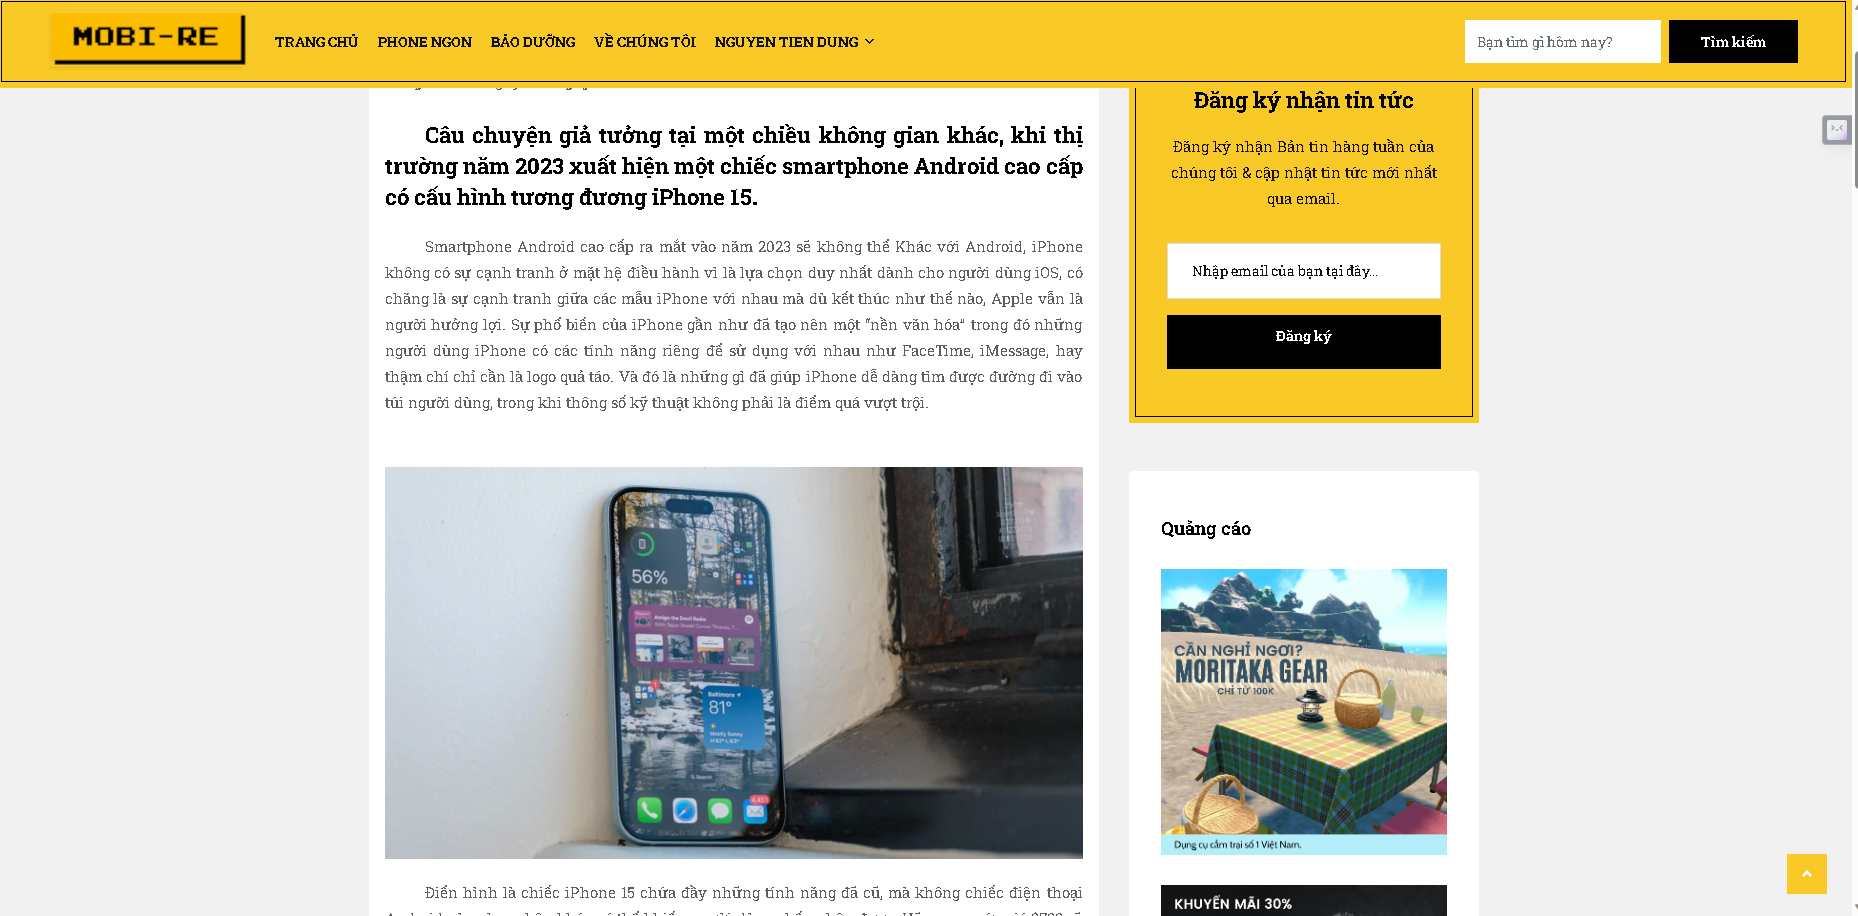 MOBI-RE
TRANG CHỦ PHONE NGON BẢO DƯỠNG VỀ CHÚNG TÔI NGUYEN TIEN DUNG
Bạn tìm gì hôm nay?
Tìm kiếm
Câu chuyện giả tưởng tại một chiều không gian khác, khi thị
trường năm 2023 xuất hiện một chiếc smartphone Android cao cấp
có cấu hình tương đương iPhone 15.
Smartphone Android cao cấp ra mắt vào năm 2023 sẽ không thể Khác với Android, iPhone
không có sự cạnh tranh ở mặt hệ điều hành vì là lựa chọn duy nhất dành cho người dùng iOS, có
chăng là sự cạnh tranh giữa các mẫu iPhone với nhau mà dù kết thúc như thế nào, Apple vẫn là
người hưởng lợi. Sự phổ biến của iPhone gần như đã tạo nên một "nền văn hóa" trong đó những
người dùng iPhone có các tính năng riêng để sử dụng với nhau như FaceTime, iMessage, hay
thậm chí chỉ cần là logo quả táo. Và đó là những gì đã giúp iPhone dễ dàng tìm được đường đi vào
túi người dùng, trong khi thông số kỹ thuật không phải là điểm quá vượt trội.
56%
Amigo the Devil Radio
Baltimore
81°
Mostly Sunny
Search
4,453
Điển hình là chiếc iPhone 15 chứa đầy những tính năng đã cũ, mà không chiếc điện thoại
Đăng ký nhận tin tức
Đăng ký nhận Bản tin hàng tuần của
chúng tôi & cập nhật tin tức mới nhất
qua email.
Nhập email của bạn tại đây...
Đăng ký
Quảng cáo
CẦN NGHỈ NGƠI?
MORITAKA GEAR
CHỈ TỪ 100K
Dụng cụ cắm trại số 1 Việt Nam.
KHUYẾN MÃI 30%